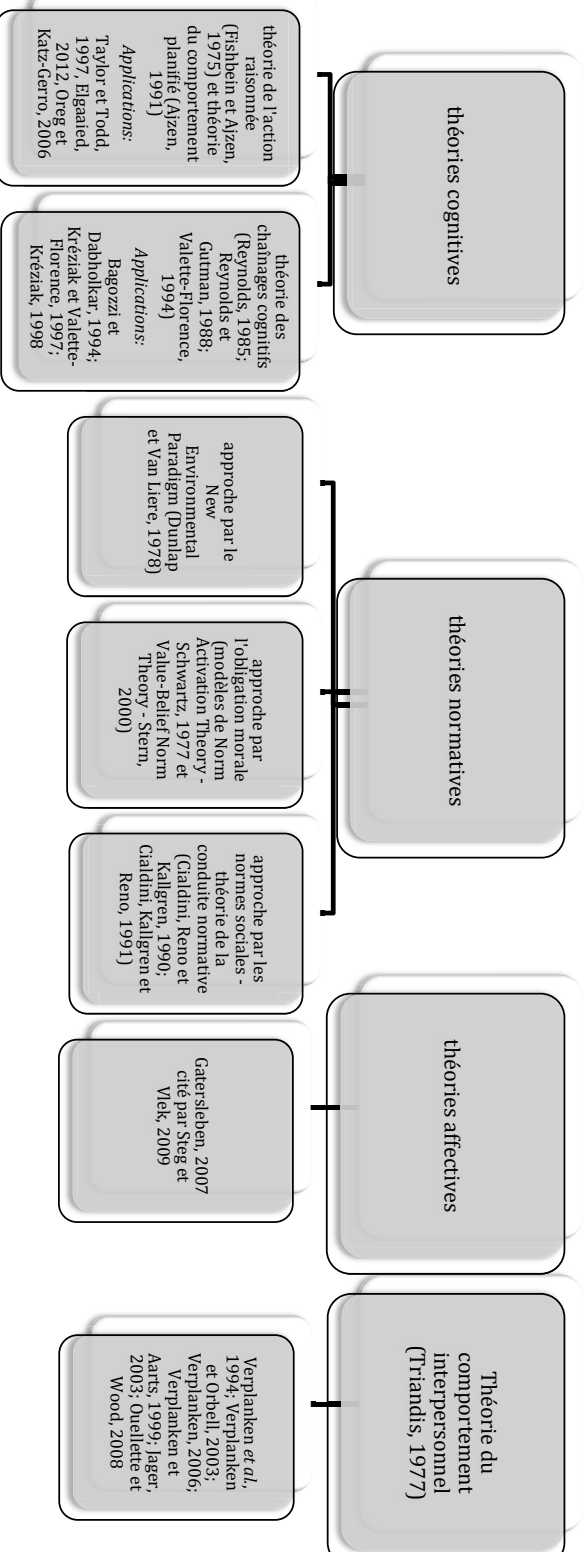 théories cognitives
théorie de l'action
raisonnée
(Fishbein et Ajzen,
1975) et théorie
du comportement
planifié (Ajzen,
1991)
Applications:
Taylor et Todd,
1997, Elgaaied,
2012, Oreg et
Katz-Gerro, 2006
théorie des
chaînages cognitifs
(Reynolds, 1985;
Reynolds et
Gutman, 1988;
Valette-Florence,
1994)
Applications:
Bagozzi et
Dabholkar, 1994;
Kréziak et Valette-
Florence, 1997;
Kréziak, 1998
théories normatives
approche par le
New
Environmental
Paradigm (Dunlap
et Van Liere, 1978)
approche par
l'obligation morale
(modèles de Norm
Activation Theory -
Schwartz, 1977 et
Value-Belief Norm
Theory - Stern,
2000)
approche par les
normes sociales -
théorie de la
conduite normative
(Cialdini, Reno et
Kallgren, 1990;
Cialdini, Kallgren et
Reno, 1991)
théories affectives
Gatersleben, 2007
cité par Steg et
Vlek, 2009
Théorie du
comportement
interpersonnel
(Triandis, 1977)
Verplanken et al.,
1994; Verplanken
et Orbell, 2003;
Verplanken, 2006;
Verplanken et
Aarts, 1999; Jager,
2003; Ouellette et
Wood, 2008